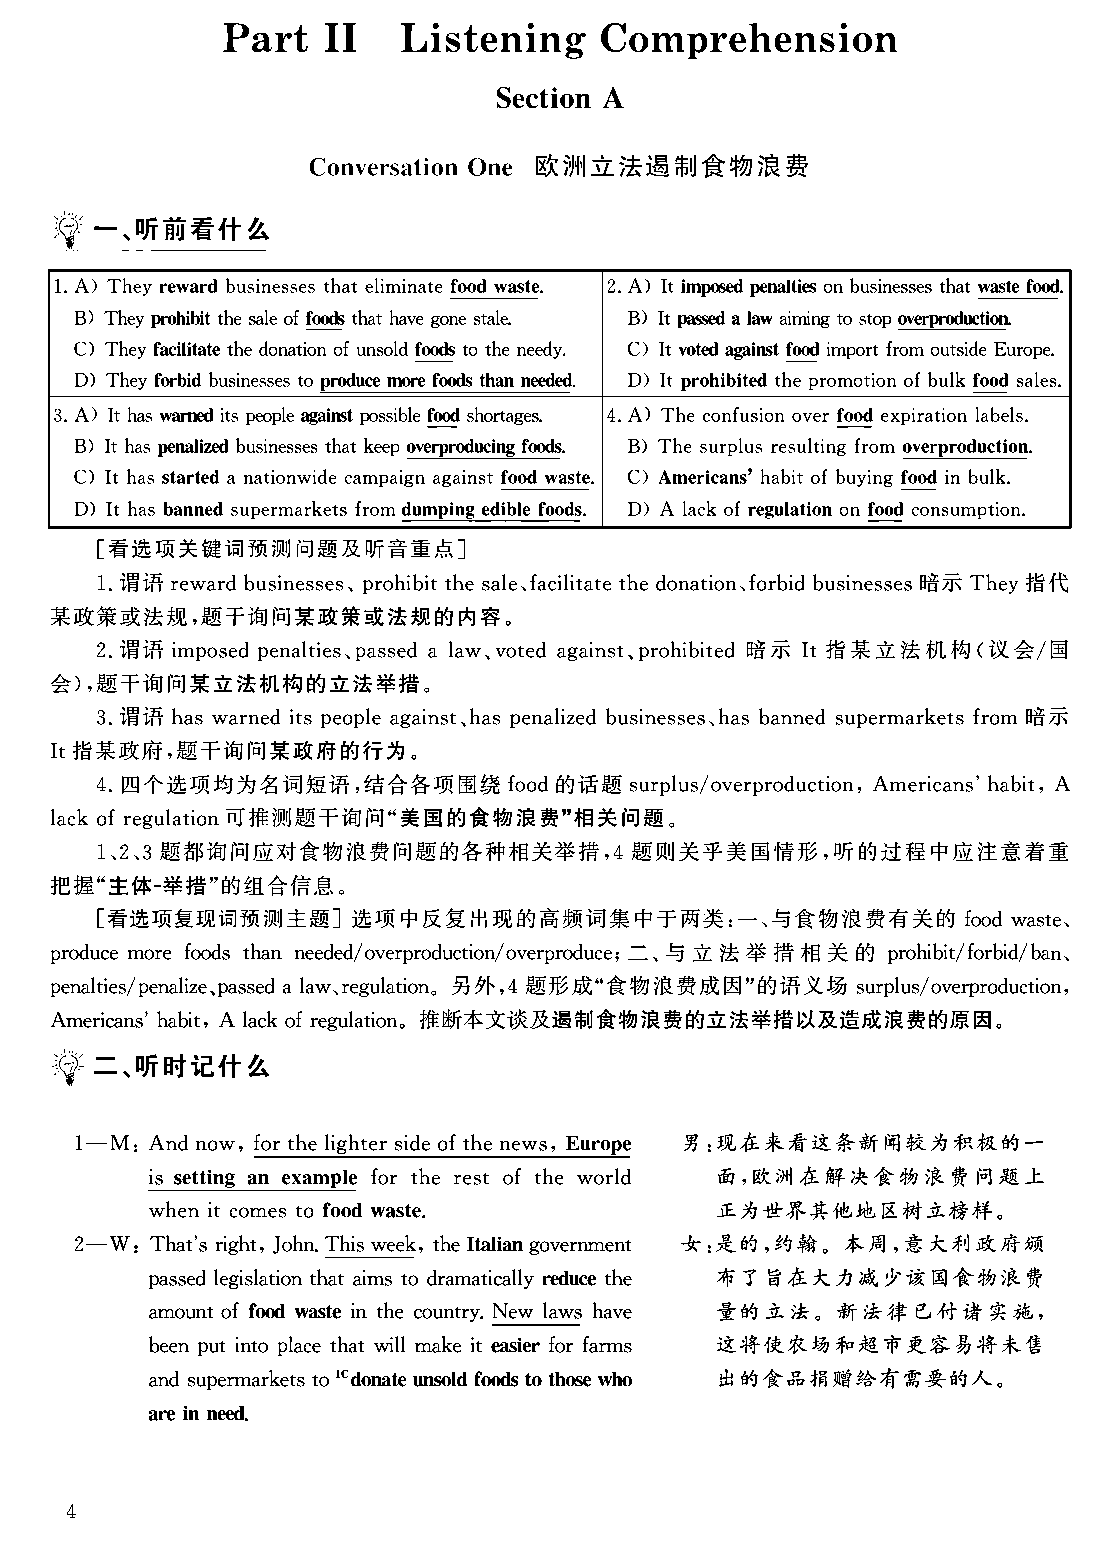 Part II Listening Comprehension
Section A
Conversation One 欧洲立法遏制食物浪费
一、听前看什么
1. A) They reward businesses that eliminate food waste.
B) They prohibit the sale of foods that have gone stale.
C) They facilitate the donation of unsold foods to the needy.
D) They forbid businesses to produce more foods than needed.
2. A) It imposed penalties on businesses that waste food.
B) It passed a law aiming to stop overproduction.
C) It voted against food import from outside Europe.
D) It prohibited the promotion of bulk food sales.
3. A) It has warned its people against possible food shortages.
B) It has penalized businesses that keep overproducing foods.
C) It has started a nationwide campaign against food waste.
D) It has banned supermarkets from dumping edible foods.
4. A) The confusion over food expiration labels.
B) The surplus resulting from overproduction.
C) Americans' habit of buying food in bulk.
D) A lack of regulation on food consumption.
[看选项关键词预测问题及听音重点]
1. 谓语 reward businesses、prohibit the sale、facilitate the donation、forbid businesses 暗示 They 指代
某政策或法规,题干询问某政策或法规的内容。
2. 谓语 imposed penalties、passed a law、voted against、prohibited 暗示 It 指某立法机构(议会/国
会),题干询问某立法机构的立法举措。
3. 谓语 has warned its people against、has penalized businesses、has banned supermarkets from 暗示
It 指某政府,题干询问某政府的行为。
4. 四个选项均为名词短语,结合各项围绕 food 的话题 surplus/overproduction, Americans' habit, A
lack of regulation 可推测题干询问“美国的食物浪费”相关问题。
1、2、3 题都询问应对食物浪费问题的各种相关举措,4 题则关乎美国情形,听的过程中应注意着重
把握“主体-举措”的组合信息。
[看选项复现词预测主题] 选项中反复出现的高频词集中于两类:一、与食物浪费有关的 food waste、
produce more foods than needed/overproduction/overproduce; 二、与立法举措相关的 prohibit/forbid/ban、
penalties/penalize、passed a law、regulation。另外,4 题形成“食物浪费成因”的语义场 surplus/overproduction,
Americans' habit, A lack of regulation。推断本文谈及遏制食物浪费的立法举措以及造成浪费的原因。
二、听时记什么
1—M: And now, for the lighter side of the news, Europe
is setting an example for the rest of the world
when it comes to food waste.
2—W: That's right, John. This week, the Italian government
passed legislation that aims to dramatically reduce the
amount of food waste in the country. New laws have
been put into place that will make it easier for farms
and supermarkets to 1C donate unsold foods to those who
are in need.
男:现在来看这条新闻较为积极的一
面,欧洲在解决食物浪费问题上
正为世界其他地区树立榜样。
女:是的,约翰。本周,意大利政府颁
布了旨在大力减少该国食物浪费
量的立法。新法律已付诸实施,
这将使农场和超市更容易将未售
出的食品捐赠给有需要的人。
4